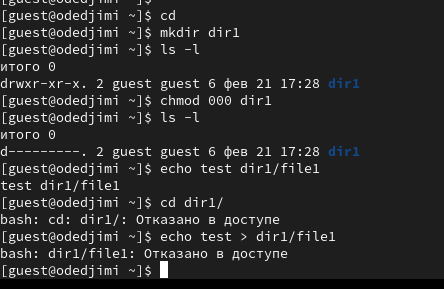 [guest@odedjimi ~]$ cd
[guest@odedjimi ~]$ mkdir dir1
[guest@odedjimi ~]$ ls -l
итого 0
drwxr-xr-x. 2 guest guest 6 фев 21 17:28 dir1
[guest@odedjimi ~]$ chmod 000 dir1
[guest@odedjimi ~]$ ls -l
итого 0
d---------. 2 guest guest 6 фев 21 17:28 dir1
[guest@odedjimi ~]$ echo test dir1/file1
test dir1/file1
[guest@odedjimi ~]$ cd dir1/
bash: cd: dir1/: Отказано в доступе
[guest@odedjimi ~]$ echo test > dir1/file1
bash: dir1/file1: Отказано в доступе
[guest@odedjimi ~]$